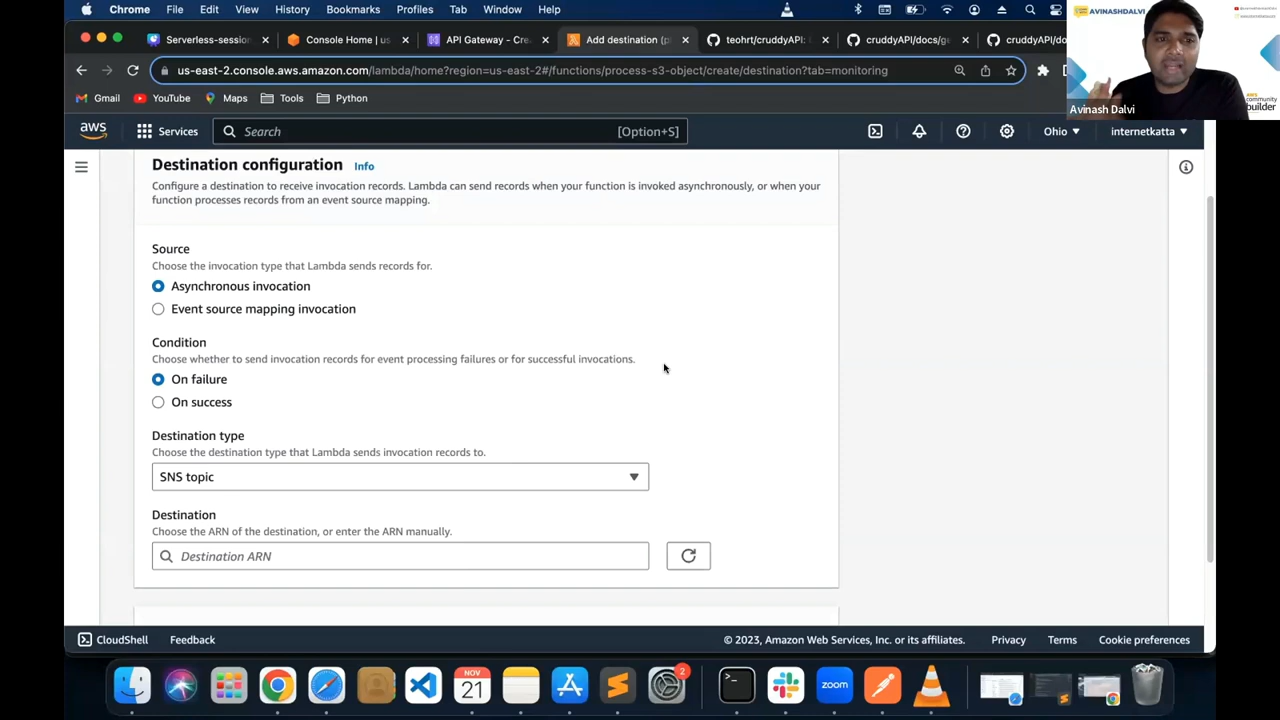 Chrome File Edit View History Bookmarks Profiles Tab Window Help
AVINASHDALVI
Serverless-session
Console Home | us
API Gateway - Cre
Add destination (p
teohrt/cruddyAPI:
cruddyAPI/docs/ge
cruddyAPI/do
us-east-2.console.aws.amazon.com/lambda/home?region=us-east-2#/functions/process-s3-object/create/destination?tab=monitoring
Gmail YouTube Maps Tools Python
Avinash Dalvi
AWS
community
builder
aws Services Search [Option+S] Ohio internetkatta
Destination configuration Info
Configure a destination to receive invocation records. Lambda can send records when your function is invoked asynchronously, or when your
function processes records from an event source mapping.
Source
Choose the invocation type that Lambda sends records for.
Asynchronous invocation
Event source mapping invocation
Condition
Choose whether to send invocation records for event processing failures or for successful invocations.
On failure
On success
Destination type
Choose the destination type that Lambda sends invocation records to.
SNS topic
Destination
Choose the ARN of the destination, or enter the ARN manually.
Destination ARN
CloudShell Feedback © 2023, Amazon Web Services, Inc. or its affiliates. Privacy Terms Cookie preferences
NOV
21
2
zoom